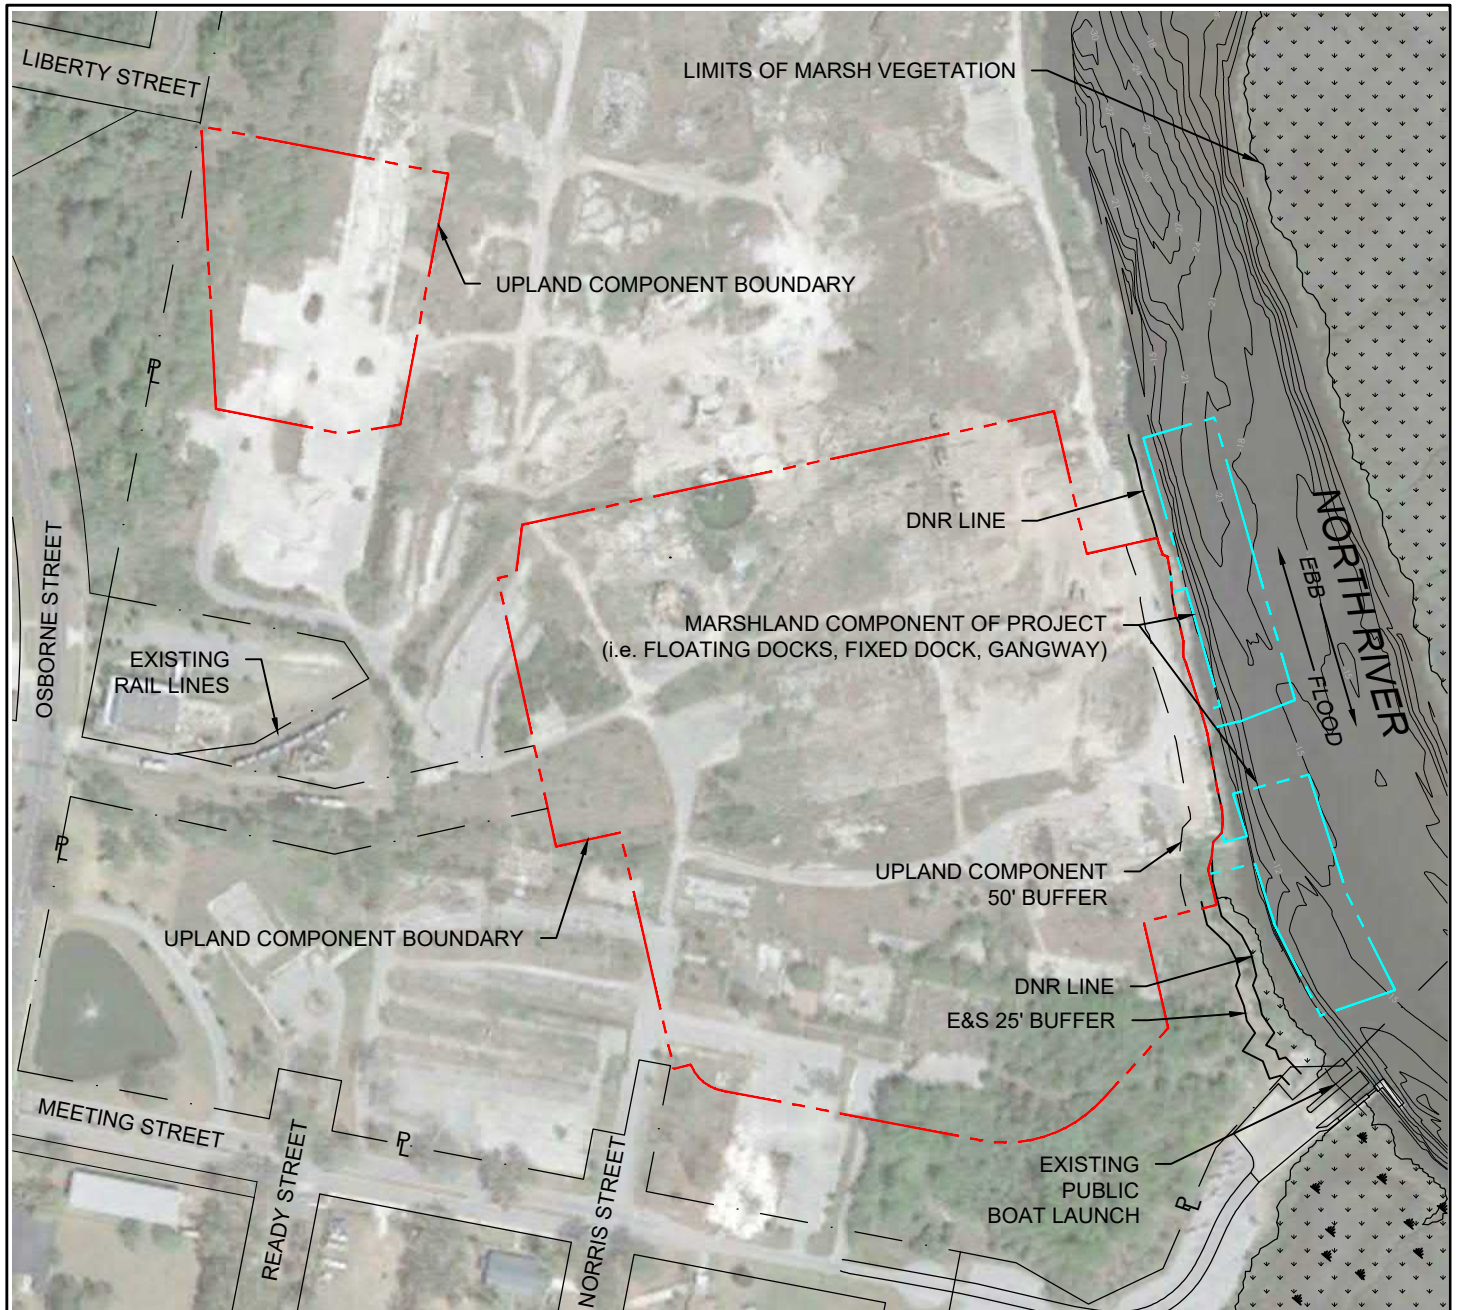 LIBERTY STREET
LIMITS OF MARSH VEGETATION
UPLAND COMPONENT BOUNDARY
PL
DNR LINE
NORTH RIVER
EBB
FLOOD
OSBORNE STREET
MARSHLAND COMPONENT OF PROJECT
(i.e. FLOATING DOCKS, FIXED DOCK, GANGWAY)
EXISTING
RAIL LINES
PL
UPLAND COMPONENT
50' BUFFER
UPLAND COMPONENT BOUNDARY
DNR LINE
E&S 25' BUFFER
MEETING STREET
PL
READY STREET
NORRIS STREET
EXISTING
PUBLIC
BOAT LAUNCH
PL